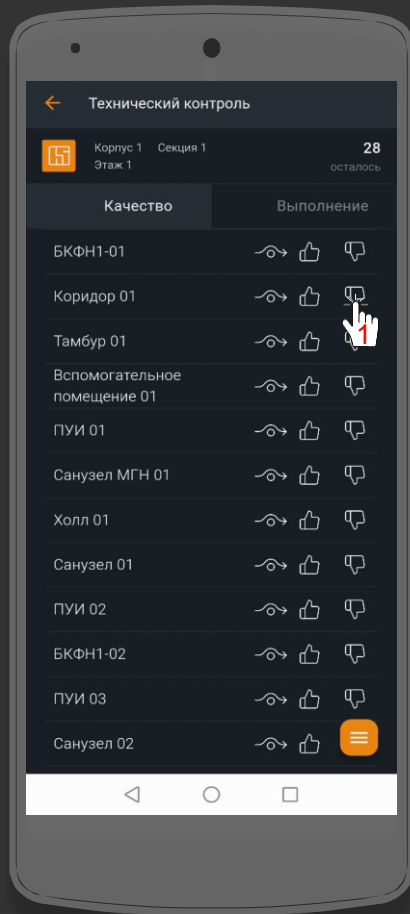 Технический контроль
Корпус 1 Секция 1 28
Этаж 1 осталось
Качество Выполнение
БКФН1-01
Коридор 01
1
Тамбур 01
Вспомогательное
помещение 01
ПУИ 01
Санузел МГН 01
Холл 01
Санузел 01
ПУИ 02
БКФН1-02
ПУИ 03
Санузел 02